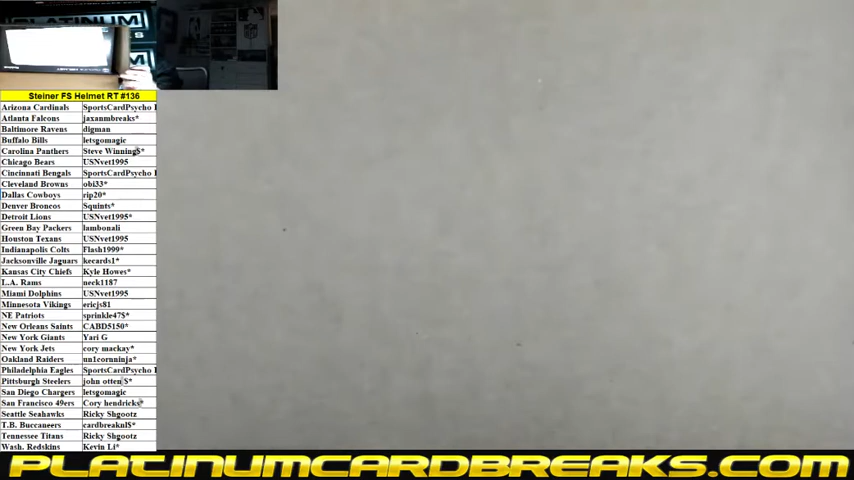 PLATINUM
NFL
Steiner FS Helmet RT #136
Arizona Cardinals SportsCardPsycho
Atlanta Falcons jaxanmbreaks*
Baltimore Ravens digman
Buffalo Bills letsgomagic
Carolina Panthers Steve Winning$*
Chicago Bears USNvet1995
Cincinnati Bengals SportsCardPsycho
Cleveland Browns obi33*
Dallas Cowboys rip20*
Denver Broncos Squints*
Detroit Lions USNvet1995*
Green Bay Packers lambonali
Houston Texans USNvet1995
Indianapolis Colts Flash1999*
Jacksonville Jaguars kecards1*
Kansas City Chiefs Kyle Howes*
L.A. Rams neck1187
Miami Dolphins USNvet1995
Minnesota Vikings ericjs81
NE Patriots sprinkle47$*
New Orleans Saints CABD5150*
New York Giants Yari G
New York Jets cory mackay*
Oakland Raiders un1cornninja*
Philadelphia Eagles SportsCardPsycho
Pittsburgh Steelers john otten $*
San Diego Chargers letsgomagic
San Francisco 49ers Cory hendricks*
Seattle Seahawks Ricky Shgootz
T.B. Buccaneers cardbreaknl$*
Tennessee Titans Ricky Shgootz
Wash. Redskins Kevin Li*
PLATINUMCARDBREAKS.COM